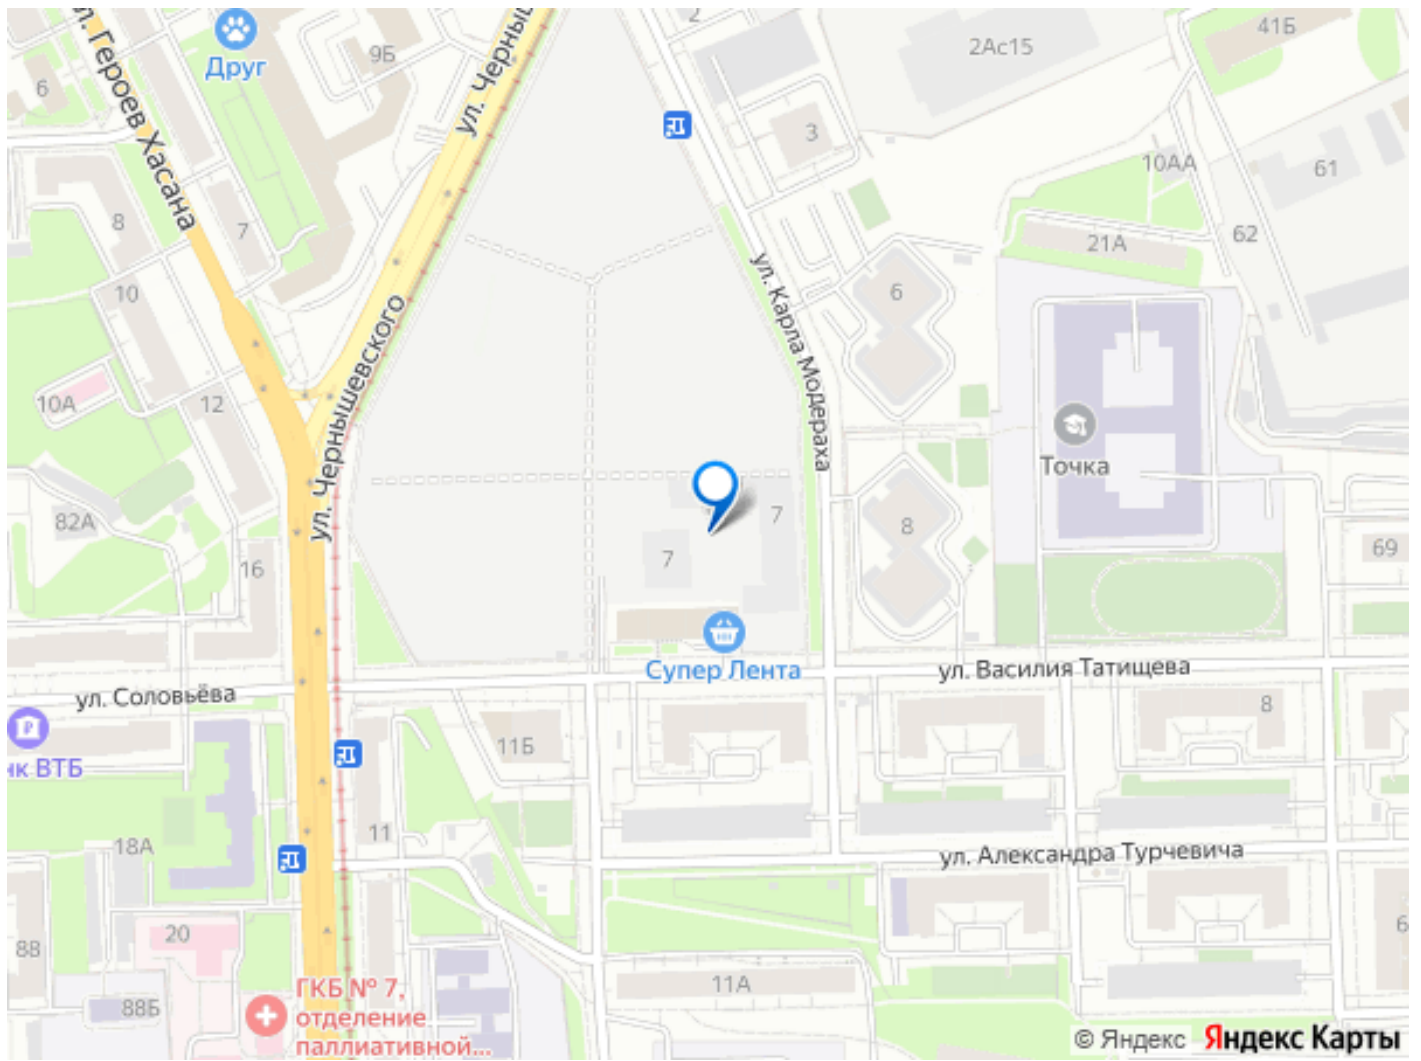 2
41Б
2Ас15
Друг
9Б
ул. Черныш
л. Героев Хасана
6
3
10АА
61
8
7
62
21А
10
6
ул. Карла Модераха
ул. Чернышевского
10А
12
Точка
82А
7
7
8
69
16
Супер Лента
ул. Василия Татищева
ул. Соловьёва
8
нк ВТБ
11Б
11
18А
ул. Александра Турчевича
20
6
88
11А
88Б
ГКБ № 7,
отделение
паллиативной...
© Яндекс Яндекс Карты